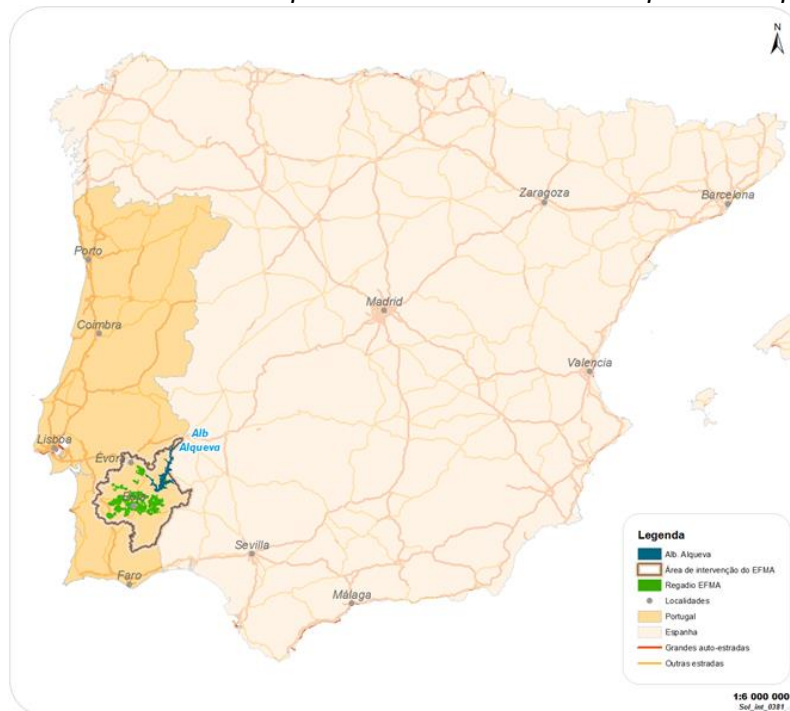 N
Zaragoza
Barcelona
Porto
Madrid
Coimbra
Valencia
Alb
Alqueva
Lisboa
Évora
Beja
Sevilla
Faro
Málaga
Legenda
Alb. Alqueva
Área de intervenção do EFMA
Regadio EFMA
Localidades
Portugal
Espanha
Grandes auto-estradas
Outras estradas
1:6 000 000